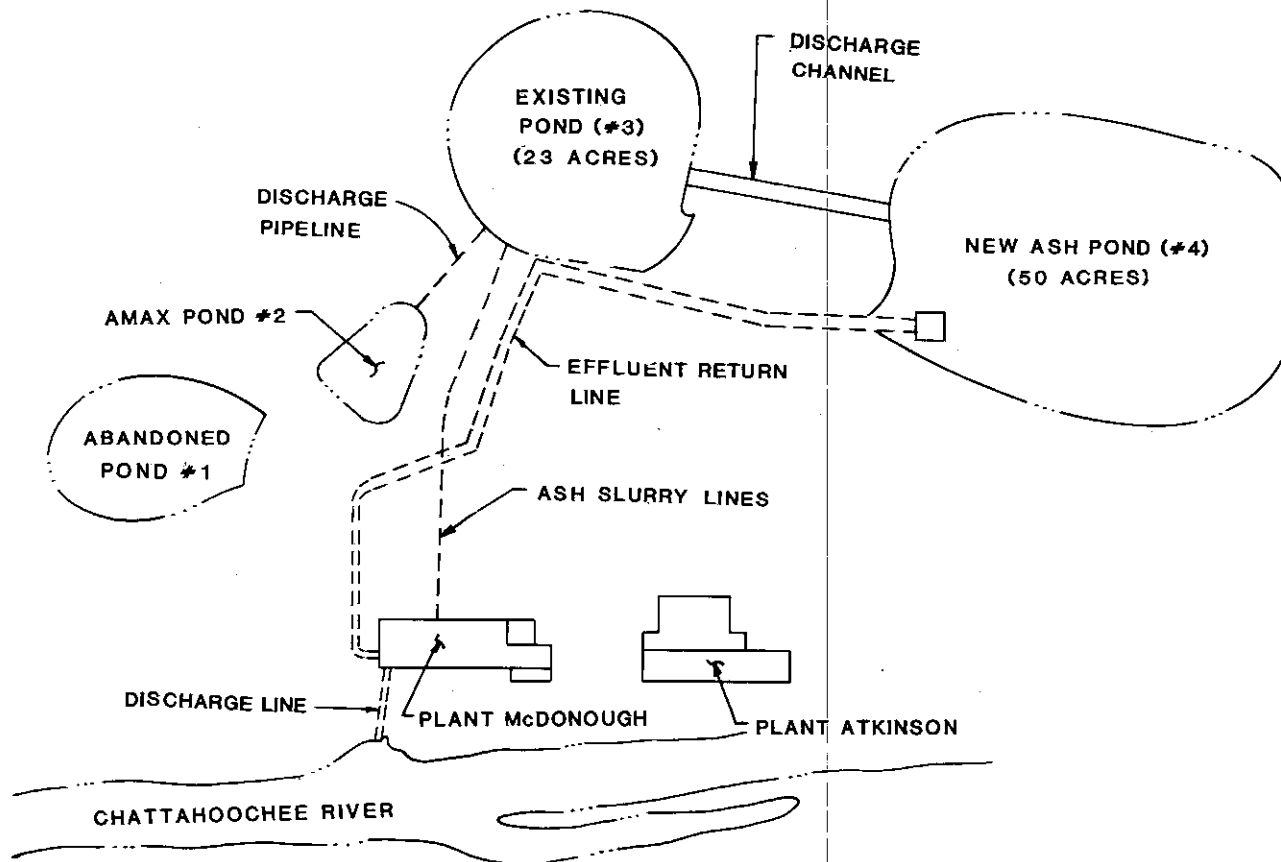 DISCHARGE
CHANNEL
EXISTING
POND (#3)
(23 ACRES)
DISCHARGE
PIPELINE
NEW ASH POND (#4)
(50 ACRES)
AMAX POND #2
EFFLUENT RETURN
LINE
ABANDONED
POND #1
ASH SLURRY LINES
DISCHARGE LINE
PLANT McDONOUGH
PLANT ATKINSON
CHATTAHOOCHEE RIVER